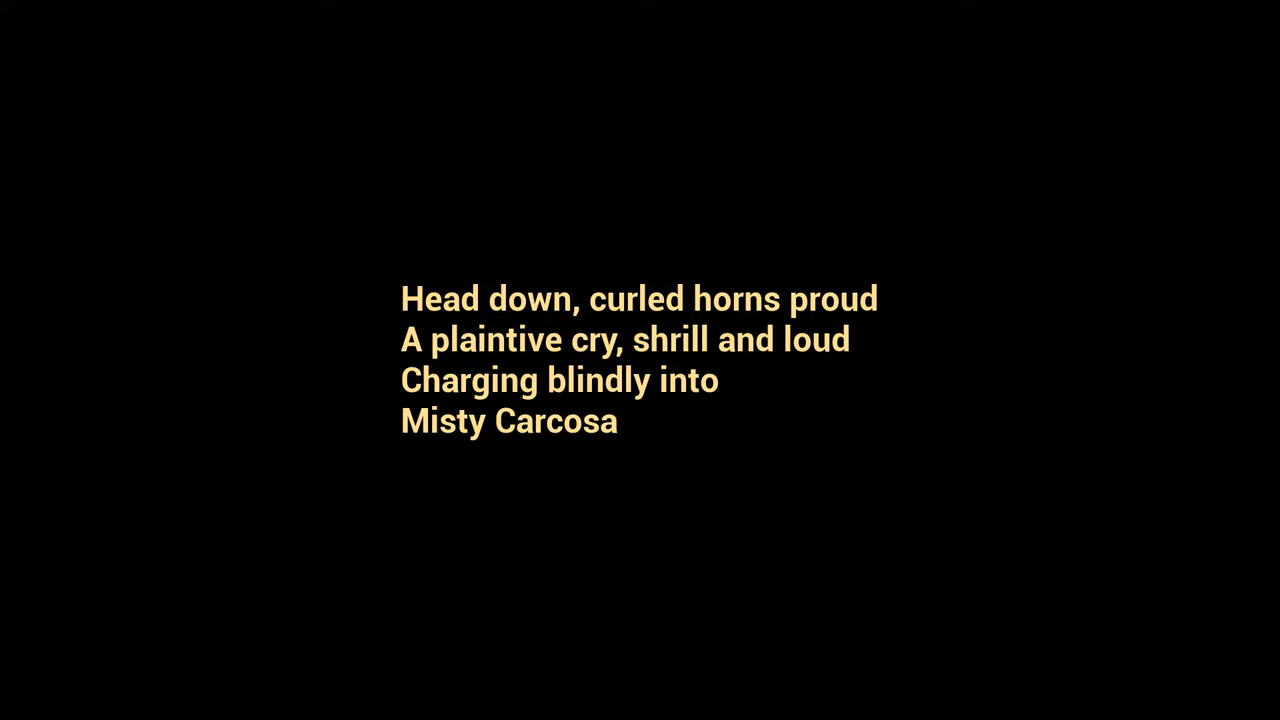 Head down, curled horns proud
A plaintive cry, shrill and loud
Charging blindly into
Misty Carcosa